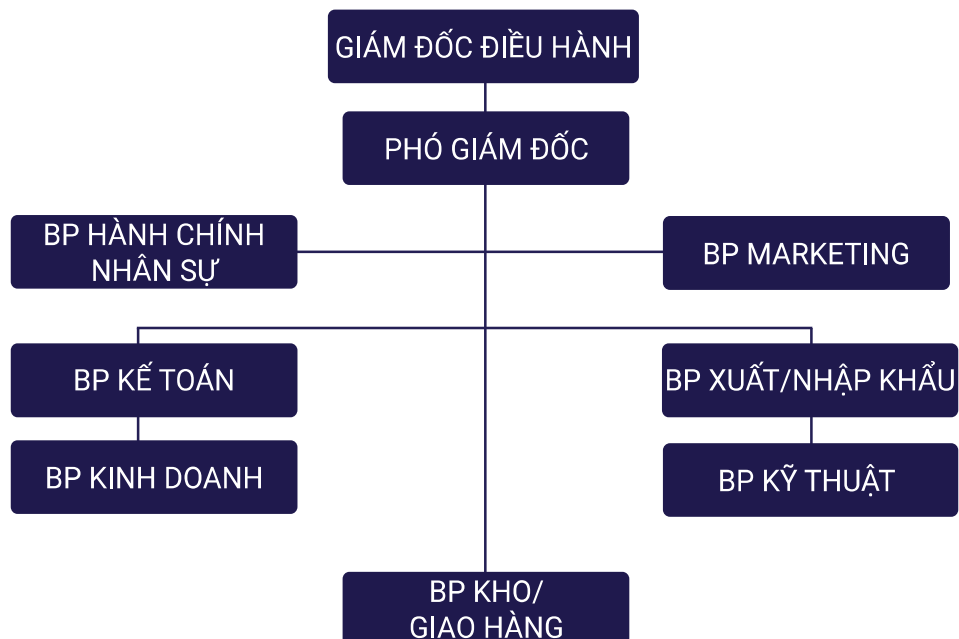 GIÁM ĐỐC ĐIỀU HÀNH
PHÓ GIÁM ĐỐC
BP HÀNH CHÍNH
NHÂN SỰ
BP MARKETING
BP KẾ TOÁN
BP XUẤT/NHẬP KHẨU
BP KINH DOANH
BP KỸ THUẬT
BP KHO/
GIAO HÀNG